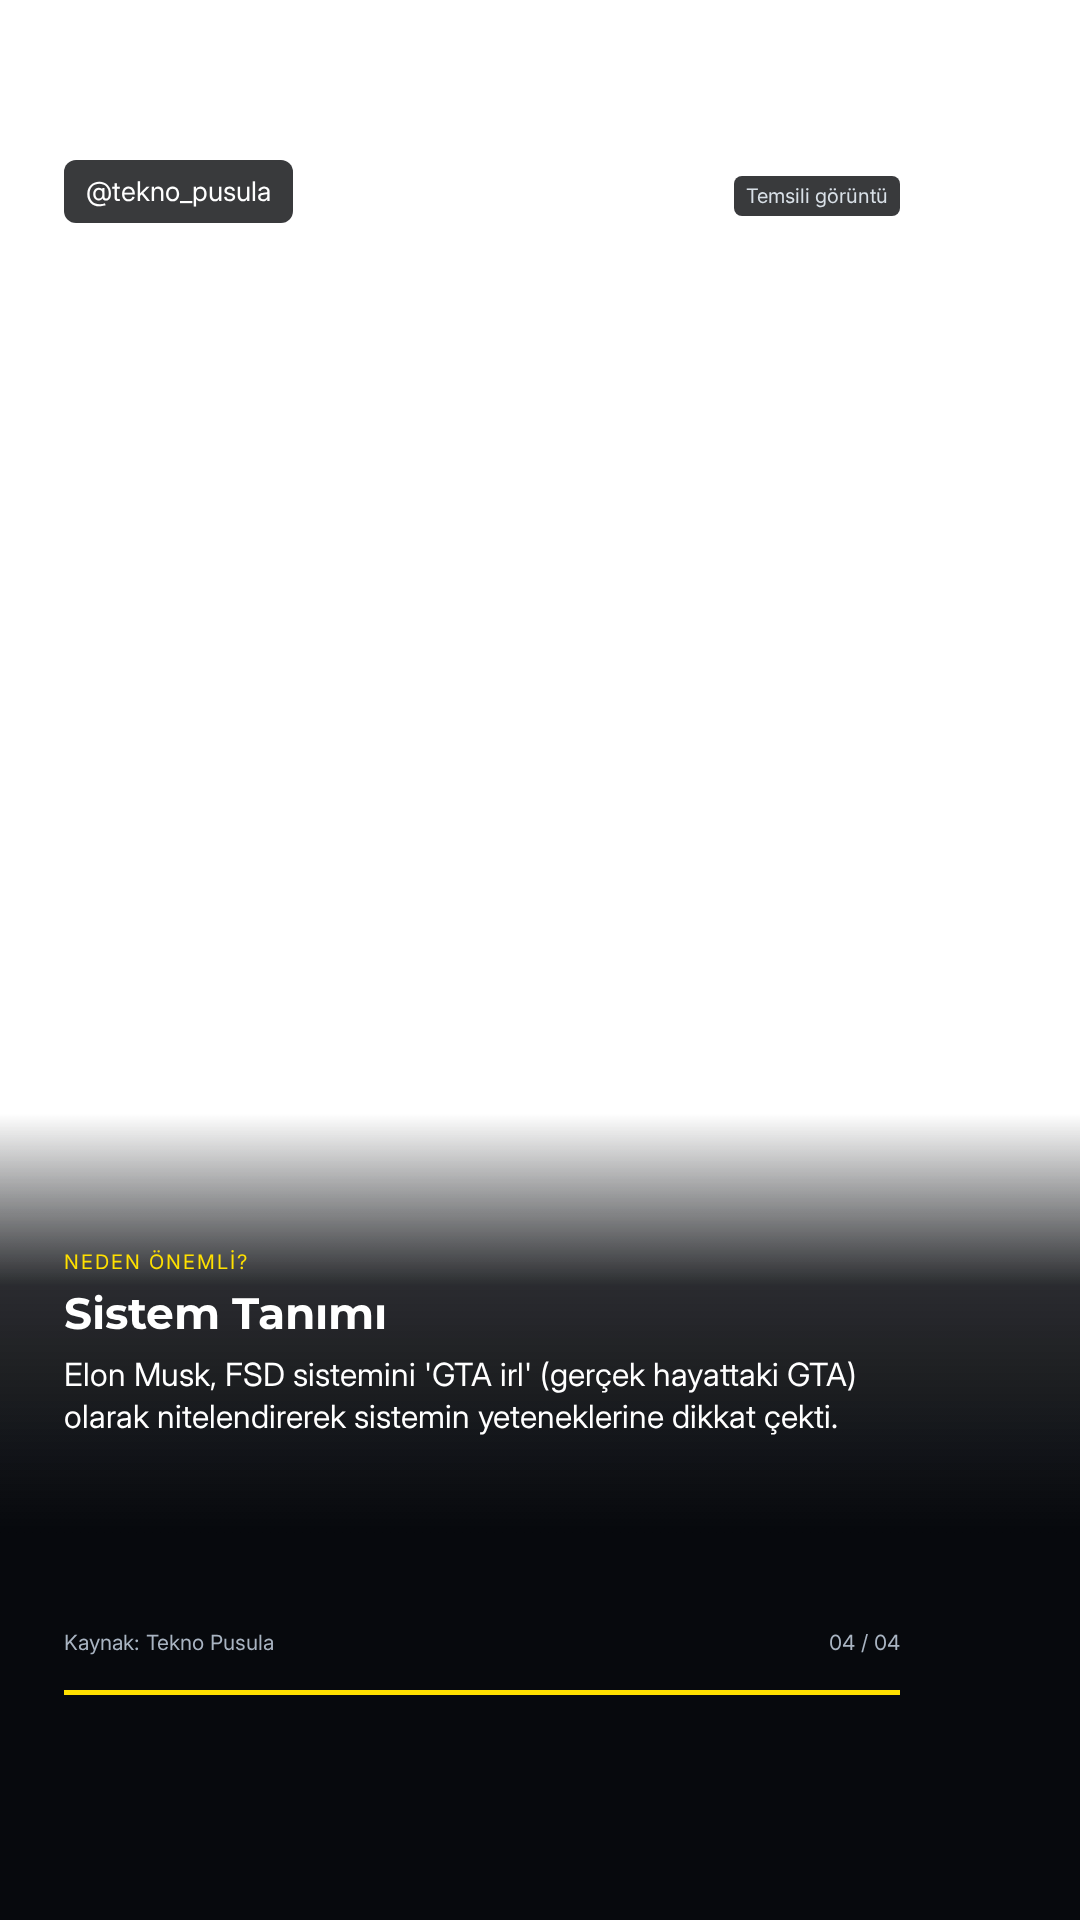 @tekno_pusula
Temsili görüntü
NEDEN ÖNEMLİ?
Sistem Tanımı
Elon Musk, FSD sistemini 'GTA irl' (gerçek hayattaki GTA)
olarak nitelendirerek sistemin yeteneklerine dikkat çekti.
Kaynak: Tekno Pusula
04 / 04